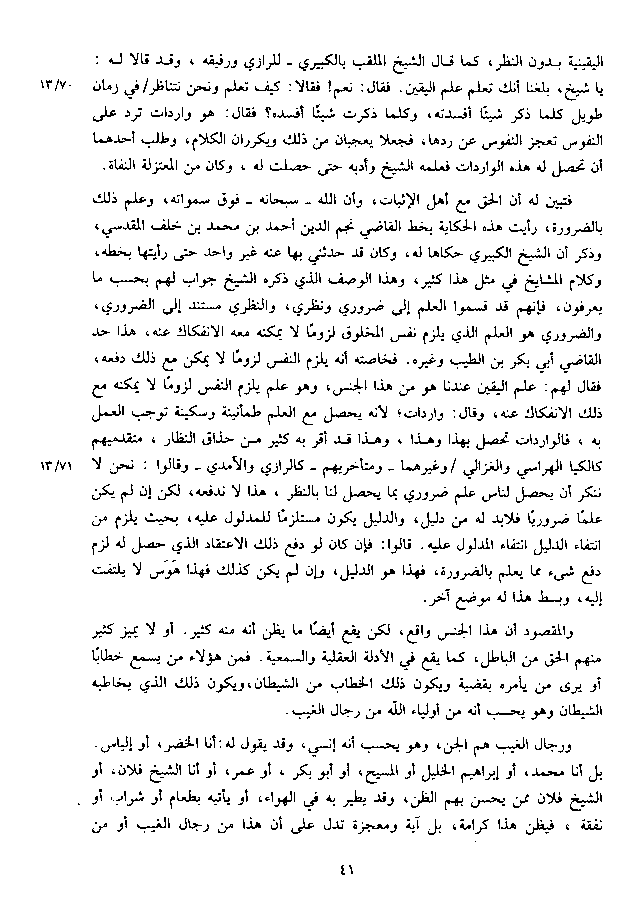 اليقينية بدون النظر، كما قال الشيخ الملقب بالكبيري ـ للرازي ورفيقه ، وقد قالا له :
١٣/٧٠ يا شيخ، بلغنا أنك تعلم علم اليقين. فقال: نعم! فقالا: كيف تعلم ونحن نتناظر/ في زمان
طويل كلما ذكر شيئًا أفسدته، وكلما ذكرت شيئًا أفسده؟ فقال: هو واردات ترد على
النفوس تعجز النفوس عن ردها، فجعلا يعجبان من ذلك ويكرران الكلام، وطلب أحدهما
أن تحصل له هذه الواردات فعلمه الشيخ وأدبه حتى حصلت له ، وكان من المعتزلة النفاة.
فتبين له أن الحق مع أهل الإثبات، وأن الله ـ سبحانه ـ فوق سمواته، وعلم ذلك
بالضرورة، رأيت هذه الحكاية بخط القاضي نجم الدين أحمد بن محمد بن خلف المقدسي،
وذكر أن الشيخ الكبيري حكاها له، وكان قد حدثني بها عنه غير واحد حتى رأيتها بخطه،
وكلام المشايخ في مثل هذا كثير، وهذا الوصف الذي ذكره الشيخ جواب لهم بحسب ما
يعرفون، فإنهم قد قسموا العلم إلى ضروري ونظري، والنظري مستند إلى الضروري،
والضروري هو العلم الذي يلزم نفس المخلوق لزومًا لا يمكنه معه الانفكاك عنه، هذا حد
القاضي أبي بكر بن الطيب وغيره. فخاصته أنه يلزم النفس لزومًا لا يمكن مع ذلك دفعه،
فقال لهم: علم اليقين عندنا هو من هذا الجنس، وهو علم يلزم النفس لزومًا لا يمكنه مع
ذلك الانفكاك عنه، وقال: واردات؛ لأنه يحصل مع العلم طمأنينة وسكينة توجب العمل
به ، فالواردات تحصل بهذا وهذا ، وهذا قد أقر به كثير من حذاق النظار ، متقدميهم
١٣/٧١ كالكيا الهراسي والغزالي /وغيرهما ـ ومتأخريهم ـ كالرازي والآمدي ـ وقالوا : نحن لا
ننكر أن يحصل لناس علم ضروري بما يحصل لنا بالنظر ، هذا لا ندفعه، لكن إن لم يكن
علمًا ضروريًا فلابد له من دليل، والدليل يكون مستلزمًا للمدلول عليه، بحيث يلزم من
انتفاء الدليل انتفاء المدلول عليه. قالوا: فإن كان لو دفع ذلك الاعتقاد الذي حصل له لزم
دفع شىء مما يعلم بالضرورة، فهذا هو الدليل، وإن لم يكن كذلك فهذا هَوَس لا يلتفت
إليه، وبسط هذا له موضع آخر.
والمقصود أن هذا الجنس واقع، لكن يقع أيضًا ما يظن أنه منه كثير. أو لا يميز كثير
منهم الحق من الباطل، كما يقع في الأدلة العقلية والسمعية. فمن هؤلاء من يسمع خطابًا
أو يرى من يأمره بقضية ويكون ذلك الخطاب من الشيطان،ويكون ذلك الذي يخاطبه
الشيطان وهو يحسب أنه من أولياء الله من رجال الغيب.
ورجال الغيب هم الجن، وهو يحسب أنه إنسي، وقد يقول له:أنا الخضر، أو إلياس.
بل أنا محمد، أو إبراهيم الخليل أو المسيح، أو أبو بكر ، أو عمر، أو أنا الشيخ فلان، أو
الشيخ فلان ممن يحسن بهم الظن، وقد يطير به في الهواء، أو يأتيه بطعام أو شراب أو
نفقة ، فيظن هذا كرامة، بل آية ومعجزة تدل على أن هذا من رجال الغيب أو من
٤١